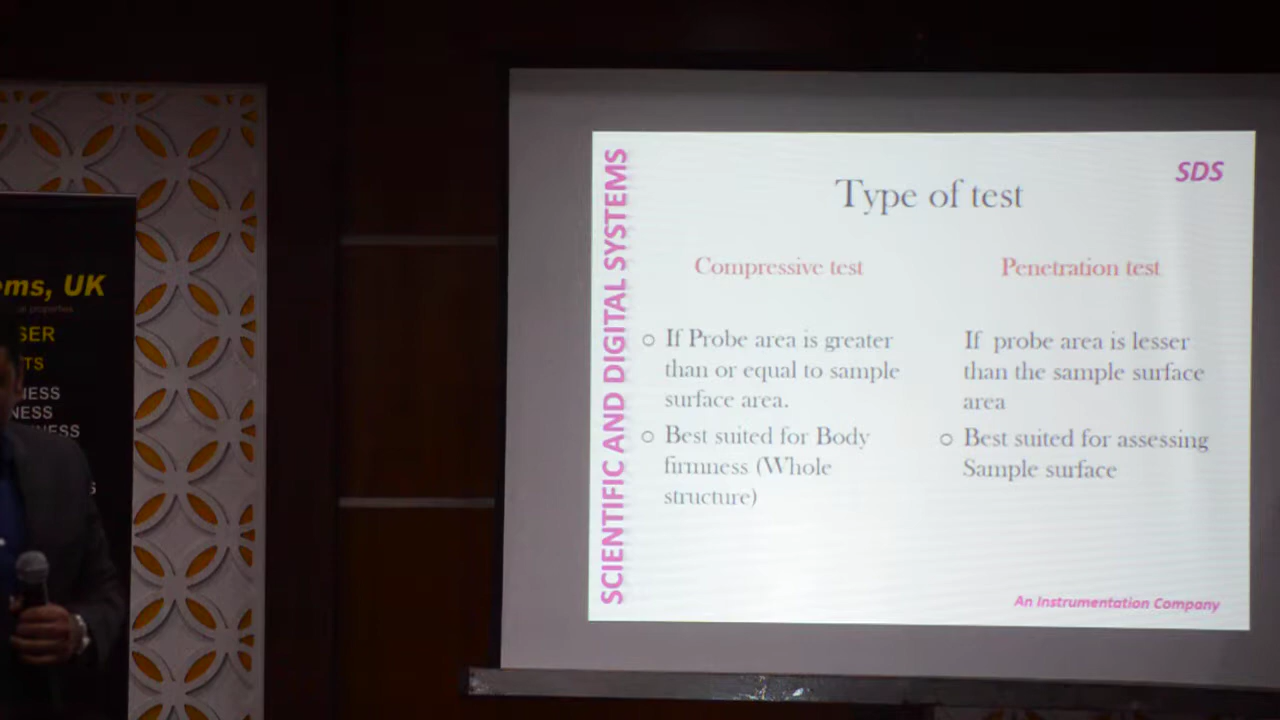 ms, UK
SER
TS
NESS
NESS
SCIENTIFIC AND DIGITAL SYSTEMS
SDS
Type of test
Compressive test
o If Probe area is greater
than or equal to sample
surface area.
o Best suited for Body
firmness (Whole
structure)
Penetration test
If probe area is lesser
than the sample surface
area
o Best suited for assessing
Sample surface
An Instrumentation Company